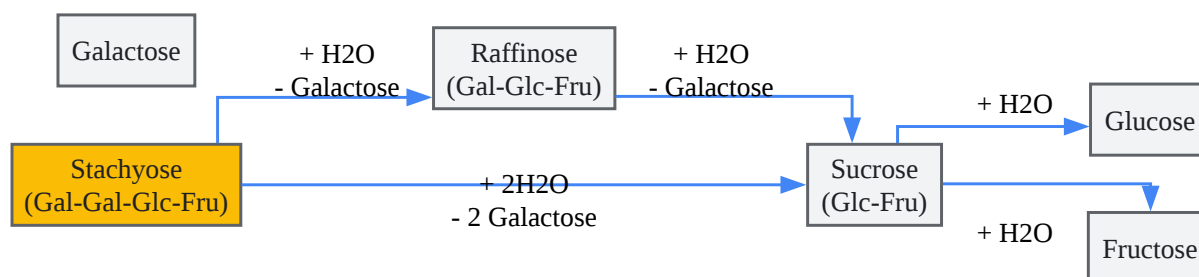 Galactose
+ H2O
- Galactose
Raffinose
(Gal-Glc-Fru)
+ H2O
- Galactose
+ H2O
Glucose
Stachyose
(Gal-Gal-Glc-Fru)
+ 2H2O
- 2 Galactose
Sucrose
(Glc-Fru)
+ H2O
Fructose